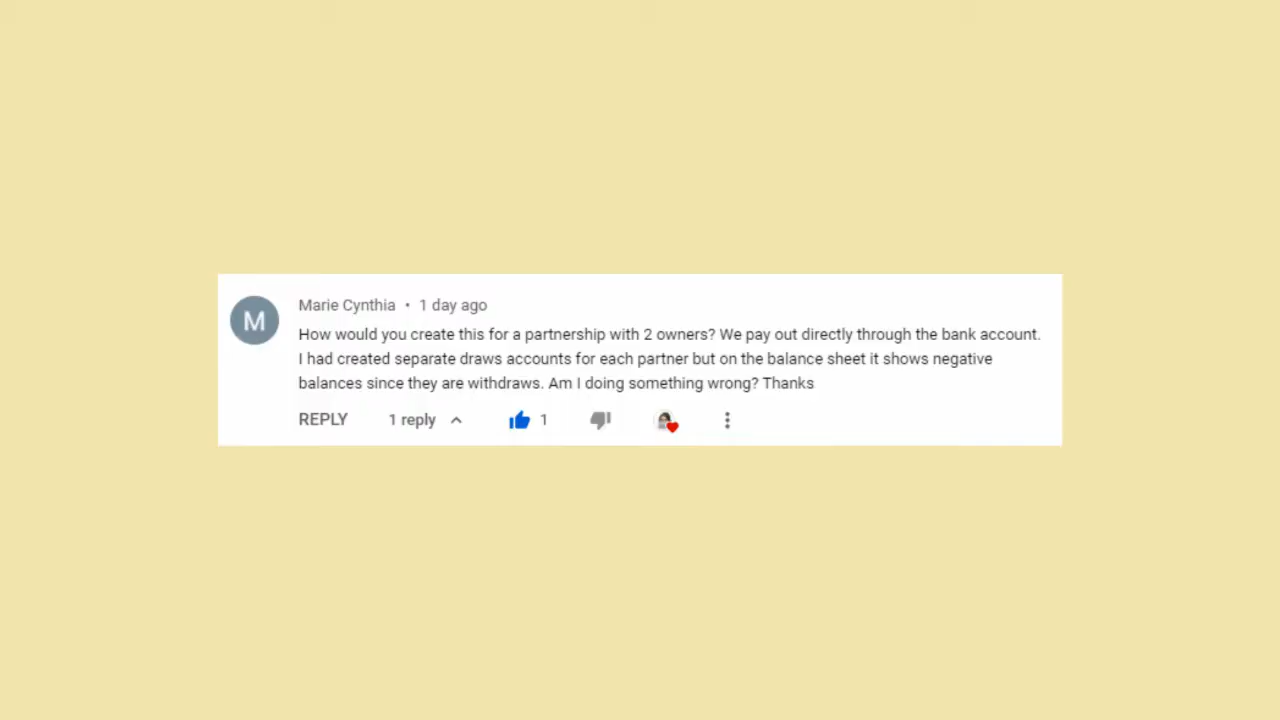 M
Marie Cynthia • 1 day ago
How would you create this for a partnership with 2 owners? We pay out directly through the bank account.
I had created separate draws accounts for each partner but on the balance sheet it shows negative
balances since they are withdraws. Am I doing something wrong? Thanks
REPLY 1 reply 1